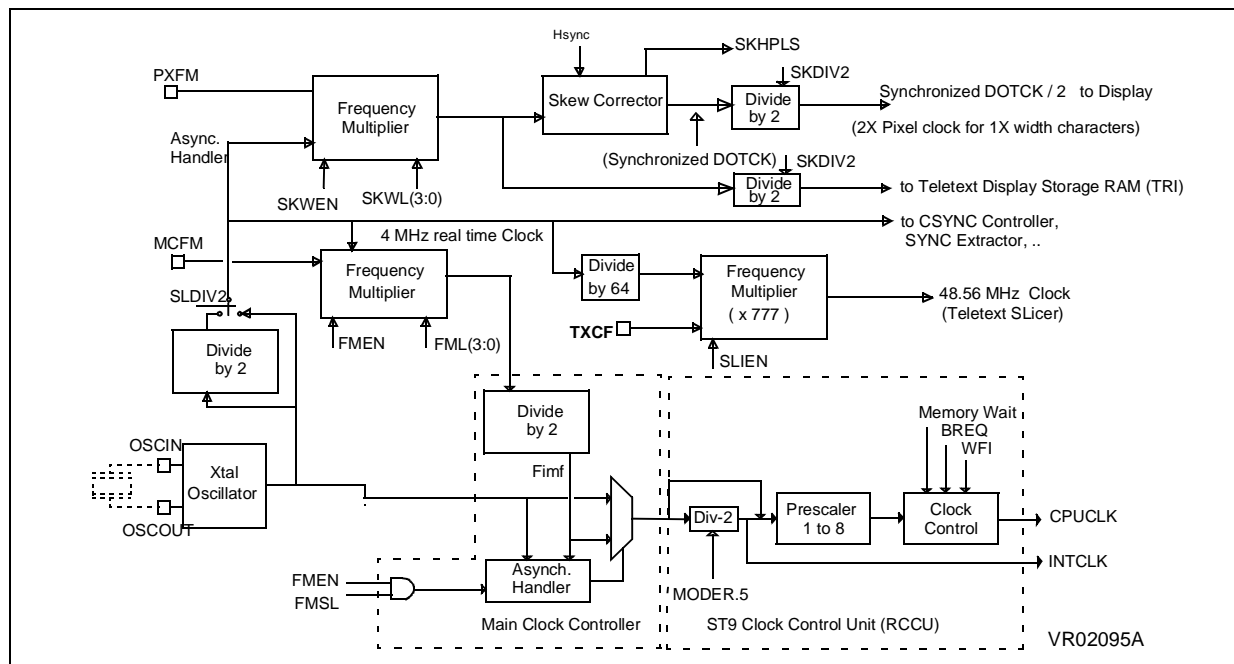 Hsync
SKHPLS
PXFM
SKDIV2
Frequency
Multiplier
Skew Corrector
Divide
by 2
Synchronized DOTCK / 2 to Display
(2X Pixel clock for 1X width characters)
Async.
Handler
(Synchronized DOTCK)
SKDIV2
SKWEN
SKWL(3:0)
Divide
by 2
to Teletext Display Storage RAM (TRI)
MCFM
4 MHz real time Clock
to CSYNC Controller,
SYNC Extractor, ..
Frequency
Multiplier
Divide
by 64
Frequency
Multiplier
( x 777 )
48.56 MHz Clock
(Teletext SLicer)
SLDIV2
TXCF
FMEN
FML(3:0)
SLIEN
Divide
by 2
Divide
by 2
Memory Wait
BREQ
WFI
OSCIN
Xtal
Oscillator
OSCOUT
Fimf
Div-2
Prescaler
1 to 8
Clock
Control
CPUCLK
INTCLK
FMEN
FMSL
Asynch.
Handler
MODER.5
Main Clock Controller
ST9 Clock Control Unit (RCCU)
VR02095A